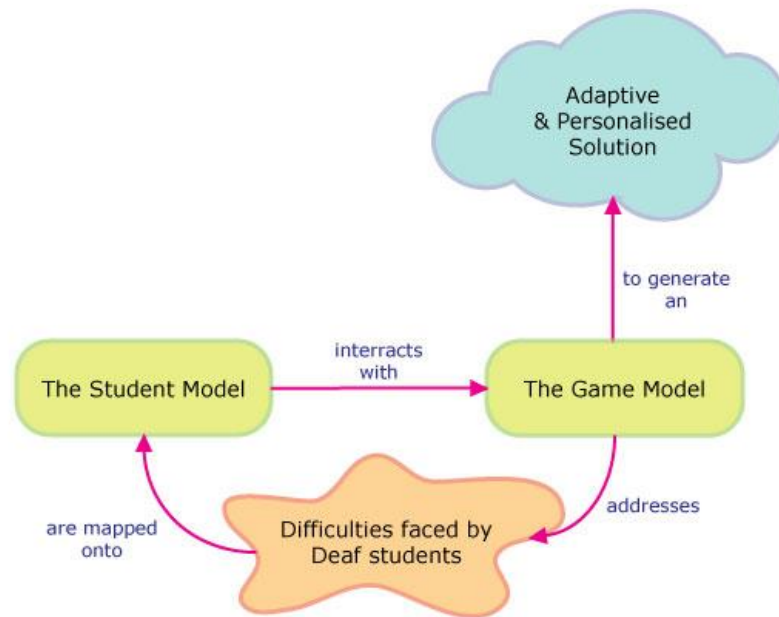 Adaptive
& Personalised
Solution
to generate
an
interracts
with
The Student Model
The Game Model
are mapped
onto
Difficulties faced by
Deaf students
addresses